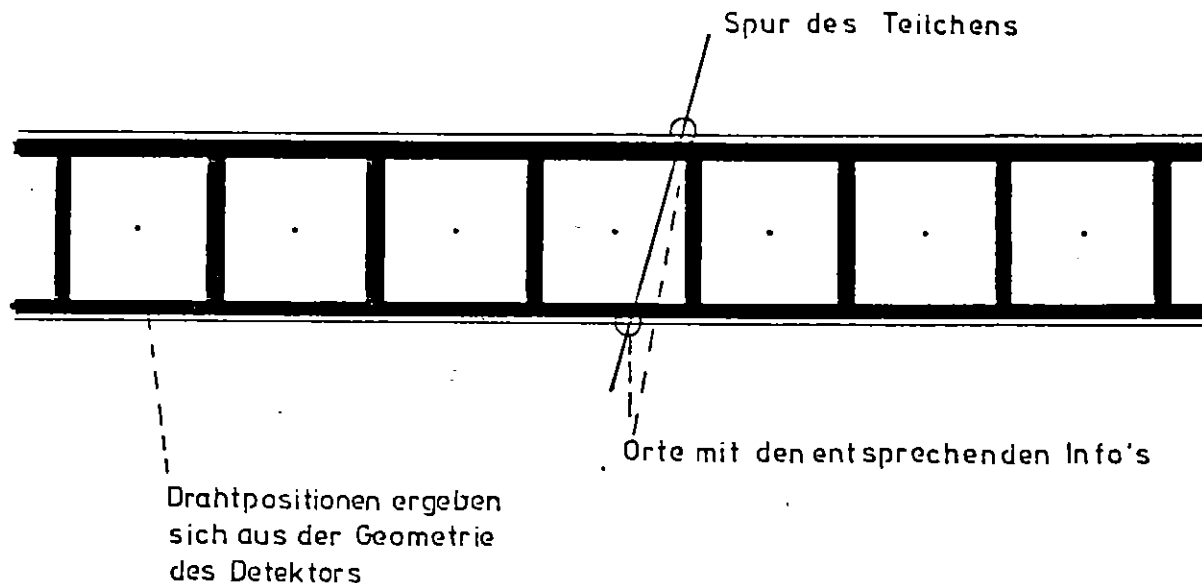 Spur des Teilchens
Orte mit den entsprechenden Info's
Drahtpositionen ergeben
sich aus der Geometrie
des Detektors